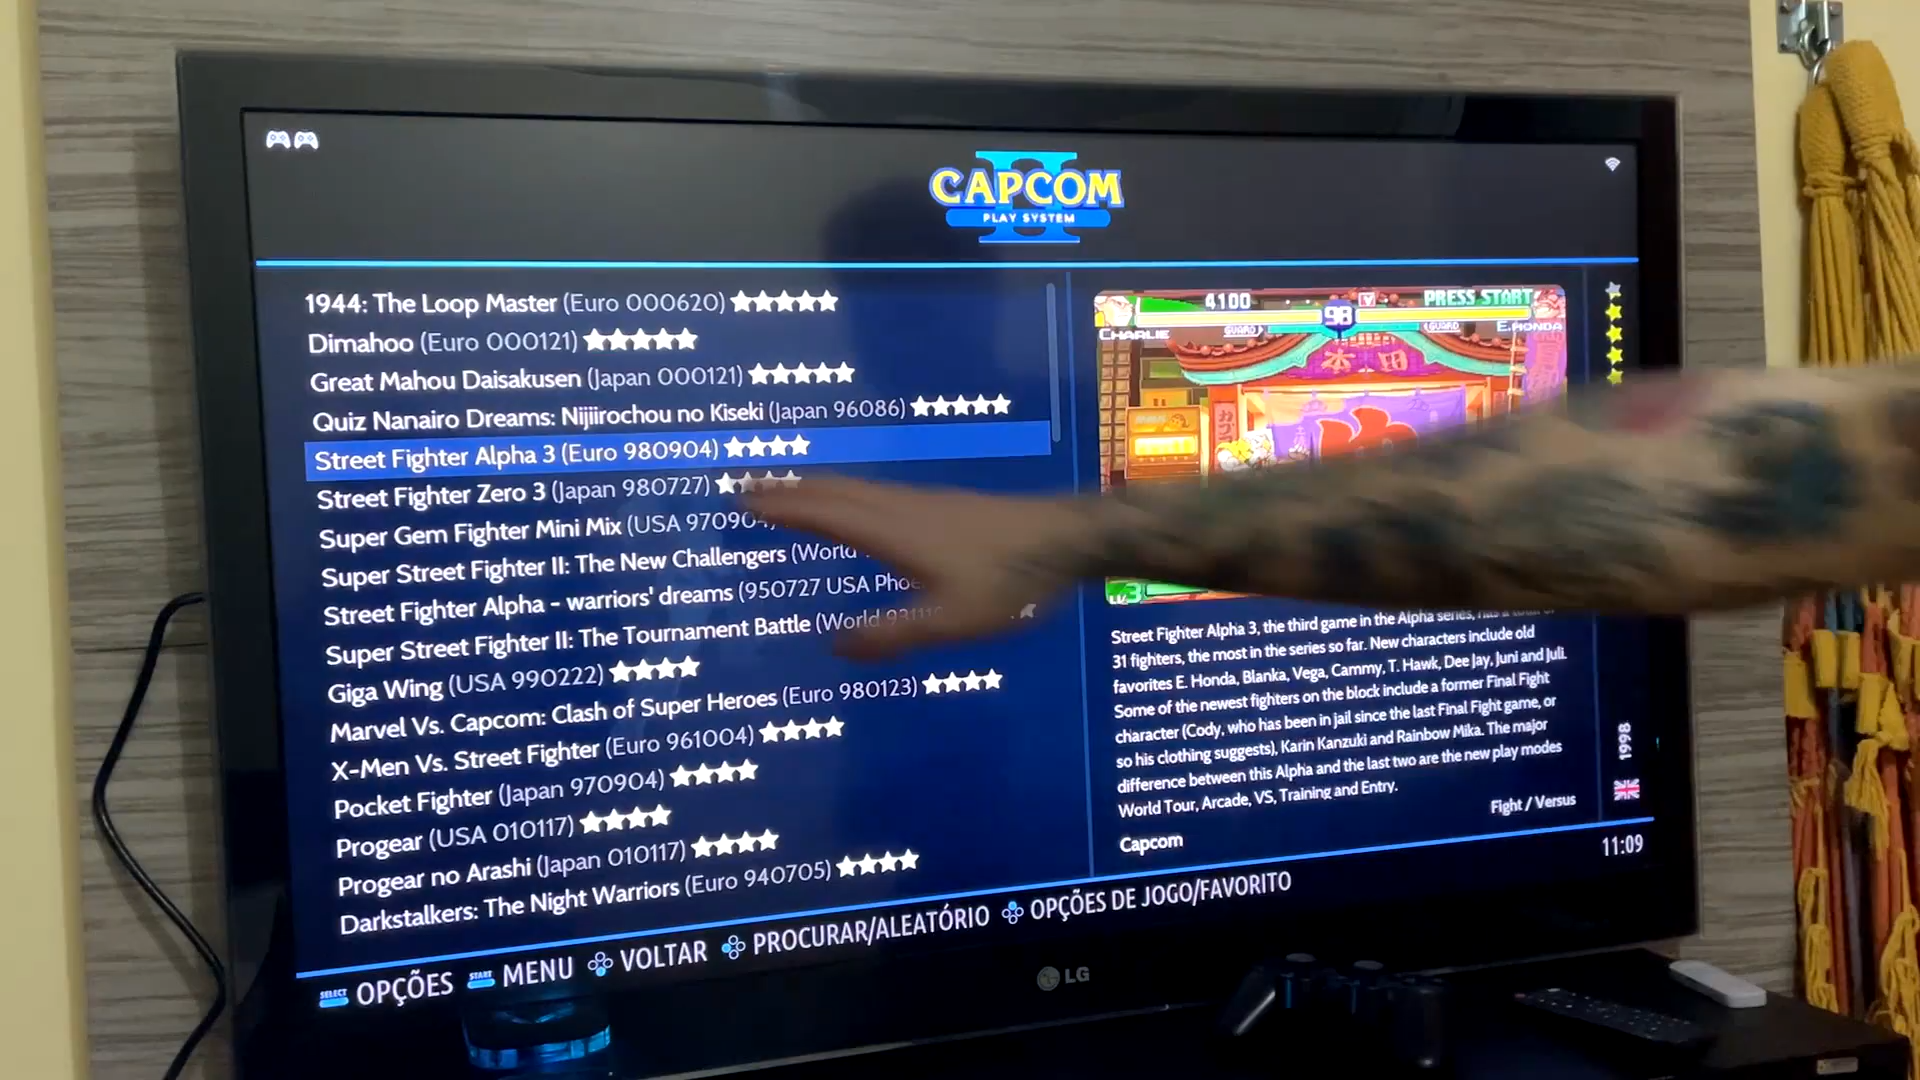 CAPCOM
II
PLAY SYSTEM
1944: The Loop Master (Euro 000620)
Dimahoo (Euro 000121)
Great Mahou Daisakusen (Japan 000121)
Quiz Nanairo Dreams: Nijiirochou no Kiseki (Japan 96086)
Street Fighter Alpha 3 (Euro 980904)
Street Fighter Zero 3 (Japan 980727)
Super Gem Fighter Mini Mix (USA 970904)
Super Street Fighter II: The New Challengers (World
Street Fighter Alpha - warriors' dreams (950727 USA
Super Street Fighter II: The Tournament Battle (World
Giga Wing (USA 990222)
Marvel Vs. Capcom: Clash of Super Heroes (Euro 980123)
X-Men Vs. Street Fighter (Euro 961004)
Pocket Fighter (Japan 970904)
Progear (USA 010117)
Progear no Arashi (Japan 010117)
Darkstalkers: The Night Warriors (Euro 940705)
4100
PRESS START
98
CHARLIE
GUARD
GUARD
E.HONDA
本田
LV.3
Street Fighter Alpha 3, the third game in the Alpha series, has a
31 fighters, the most in the series so far. New characters include old
favorites E. Honda, Blanka, Vega, Cammy, T. Hawk, Dee Jay, Juni and Juli.
Some of the newest fighters on the block include a former Final Fight
character (Cody, who has been in jail since the last Final Fight game, or
so his clothing suggests), Karin Kanzuki and Rainbow Mika. The major
difference between this Alpha and the last two are the new play modes
World Tour, Arcade, VS, Training and Entry.
Fight / Versus
Capcom
1998
11:09
SELECT OPÇÕES START MENU VOLTAR PROCURAR/ALEATÓRIO OPÇÕES DE JOGO/FAVORITO
LG